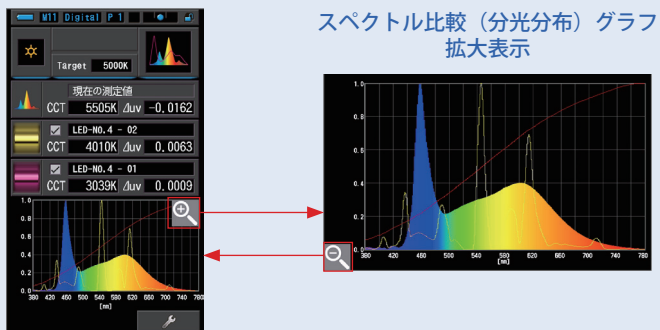 M11 Digital P 1
スペクトル比較（分光分布）グラフ
拡大表示
Target 5000K
現在の測定値
CCT 5505K ⊿uv -0.0162
LED-NO.4 - 02
CCT 4010K ⊿uv 0.0063
LED-NO.4 - 01
CCT 3039K ⊿uv 0.0009
1.0
0.8
0.6
0.4
0.2
0.0
380 420 460 500 540 580 620 660 700 740 780
[nm]
1.0
0.8
0.6
0.4
0.2
0.0
380 420 460 500 540 580 620 660 700 740 780
[nm]